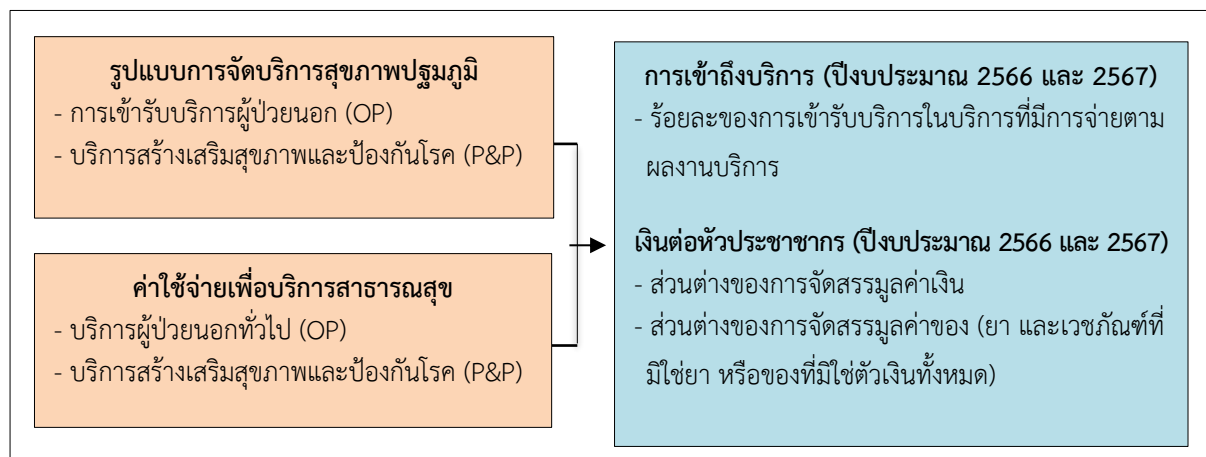 รูปแบบการจัดบริการสุขภาพปฐมภูมิ
- การเข้ารับบริการผู้ป่วยนอก (OP)
- บริการสร้างเสริมสุขภาพและป้องกันโรค (P&P)
ค่าใช้จ่ายเพื่อบริการสาธารณสุข
- บริการผู้ป่วยนอกทั่วไป (OP)
- บริการสร้างเสริมสุขภาพและป้องกันโรค (P&P)
การเข้าถึงบริการ (ปีงบประมาณ 2566 และ 2567)
- ร้อยละของการเข้ารับบริการในบริการที่มีการจ่ายตาม
ผลงานบริการ
เงินต่อหัวประชาชากร (ปีงบประมาณ 2566 และ 2567)
- ส่วนต่างของการจัดสรรมูลค่าเงิน
- ส่วนต่างของการจัดสรรมูลค่าของ (ยา และเวชภัณฑ์ที่
มิใช่ยา หรือของที่มิใช่ตัวเงินทั้งหมด)